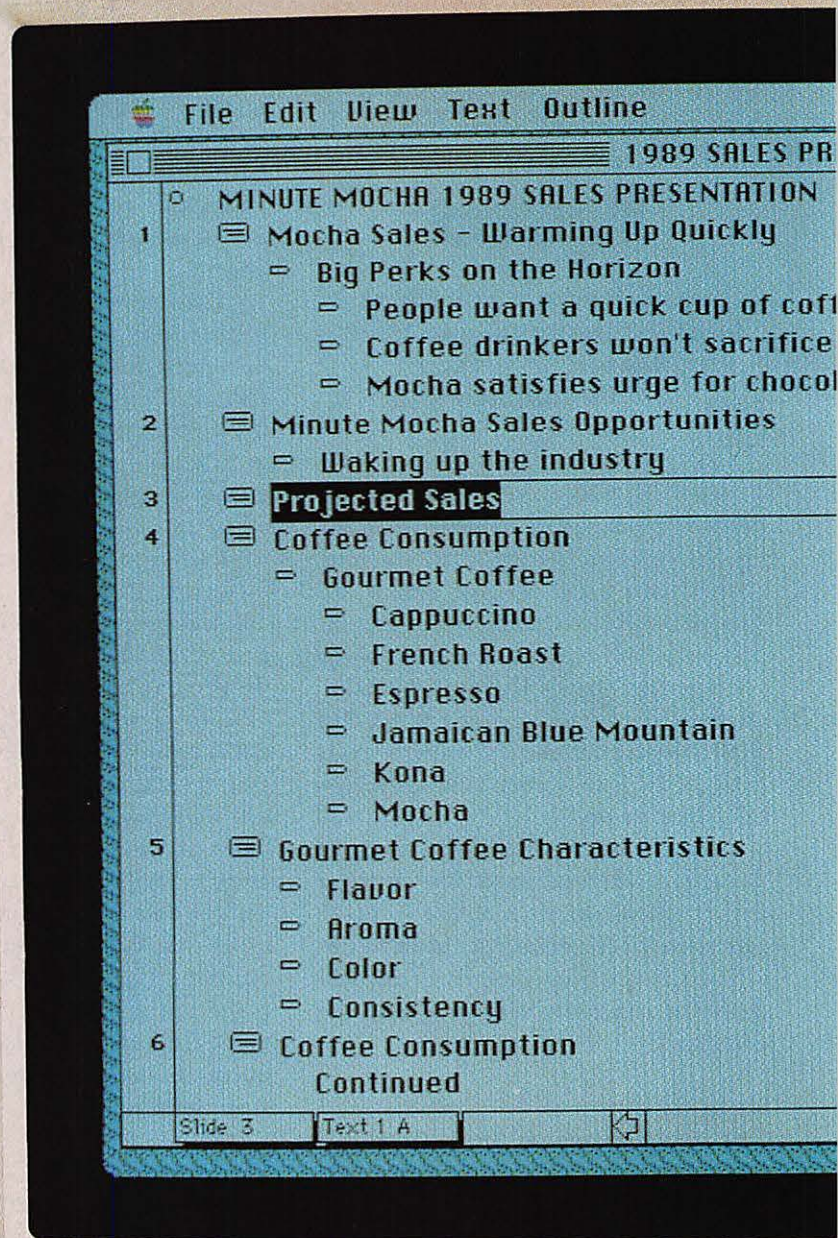 File Edit View Text Outline
1989 SALES PR
MINUTE MOCHA 1989 SALES PRESENTATION
1 Mocha Sales - Warming Up Quickly
Big Perks on the Horizon
People want a quick cup of coff
Coffee drinkers won't sacrifice
Mocha satisfies urge for chocol
2 Minute Mocha Sales Opportunities
Waking up the industry
3 Projected Sales
4 Coffee Consumption
Gourmet Coffee
Cappuccino
French Roast
Espresso
Jamaican Blue Mountain
Kona
Mocha
5 Gourmet Coffee Characteristics
Flavor
Aroma
Color
Consistency
6 Coffee Consumption
Continued
Slide 3 Text 1 A